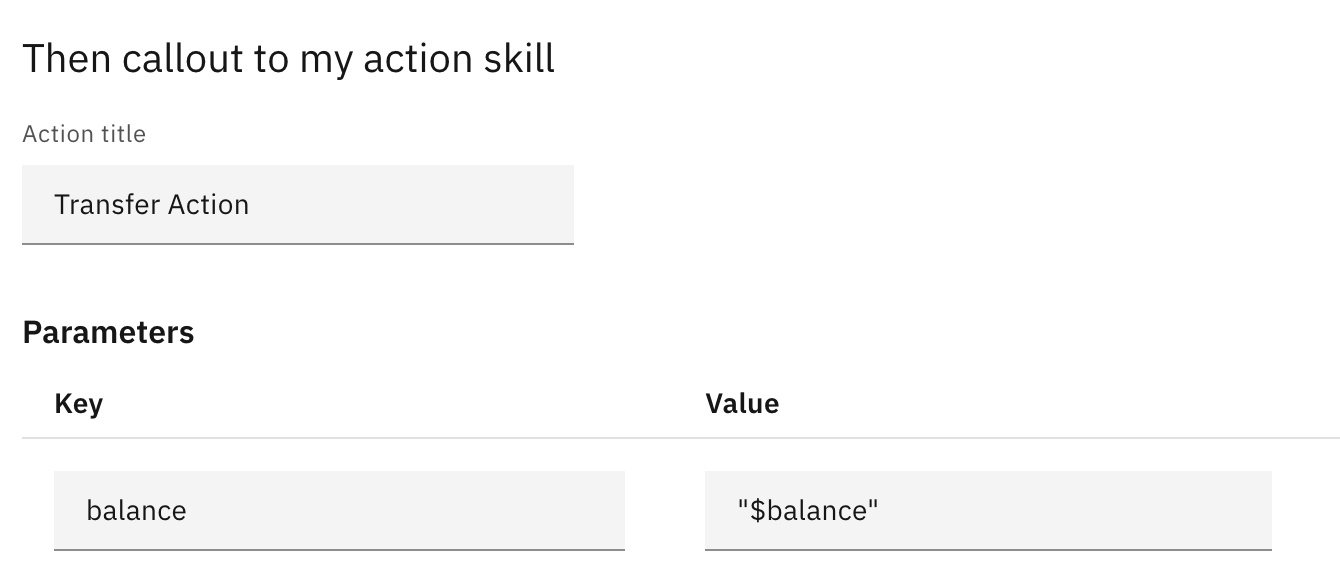 Then callout to my action skill
Action title
Transfer Action
Parameters
Key Value
balance "$balance"